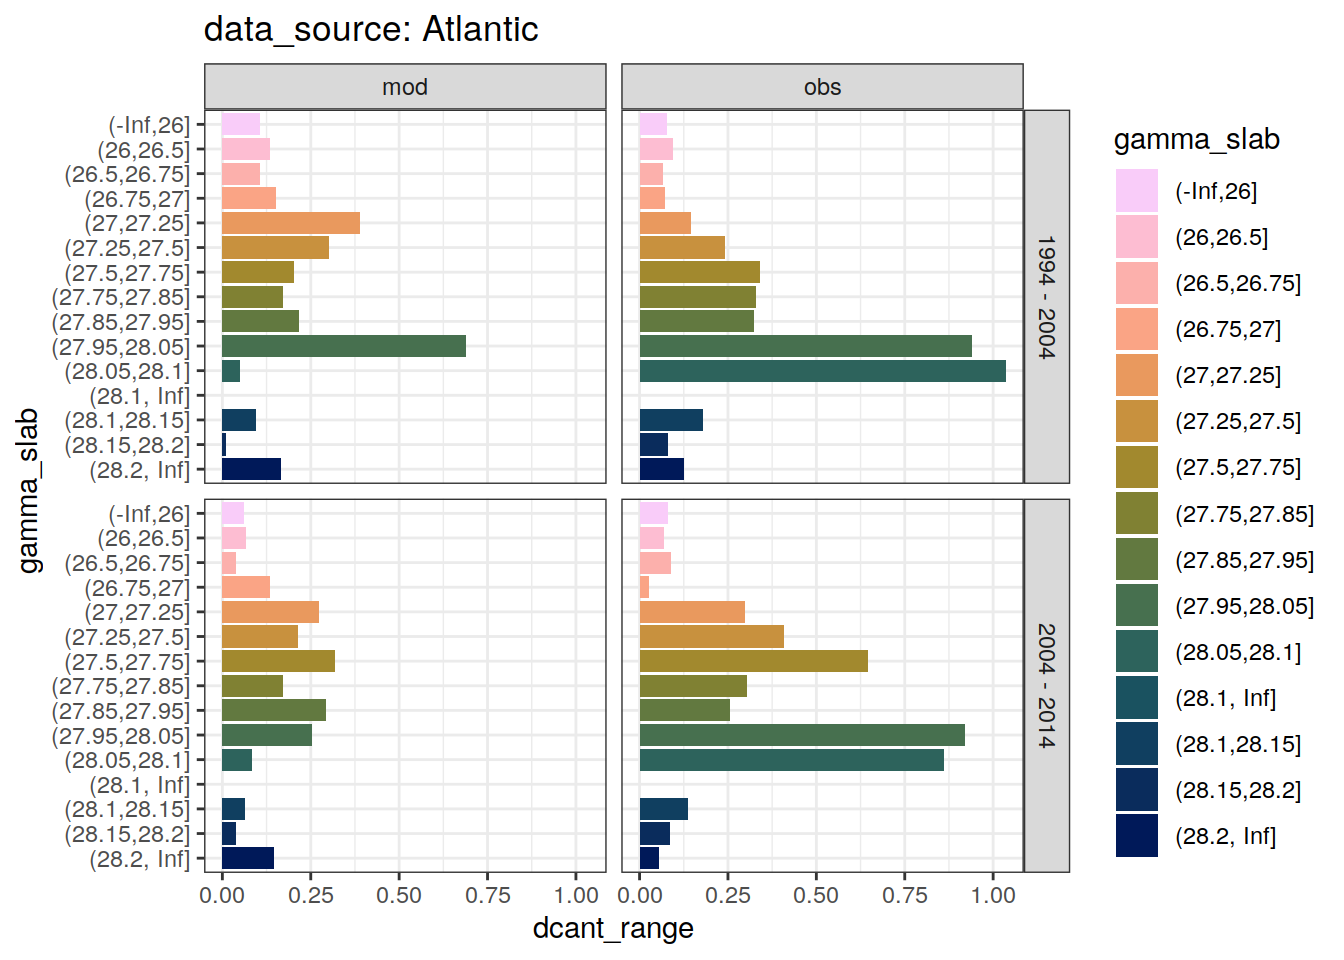 data_source: Atlantic
mod
obs
(-Inf,26]
(26,26.5]
(26.5,26.75]
(26.75,27]
(27,27.25]
(27.25,27.5]
(27.5,27.75]
(27.75,27.85]
(27.85,27.95]
(27.95,28.05]
(28.05,28.1]
(28.1, Inf]
(28.1,28.15]
(28.15,28.2]
(28.2, Inf]
1994 - 2004
(-Inf,26]
(26,26.5]
(26.5,26.75]
(26.75,27]
(27,27.25]
(27.25,27.5]
(27.5,27.75]
(27.75,27.85]
(27.85,27.95]
(27.95,28.05]
(28.05,28.1]
(28.1, Inf]
(28.1,28.15]
(28.15,28.2]
(28.2, Inf]
2004 - 2014
gamma_slab
0.00 0.25 0.50 0.75 1.00
0.00 0.25 0.50 0.75 1.00
dcant_range
gamma_slab
(-Inf,26]
(26,26.5]
(26.5,26.75]
(26.75,27]
(27,27.25]
(27.25,27.5]
(27.5,27.75]
(27.75,27.85]
(27.85,27.95]
(27.95,28.05]
(28.05,28.1]
(28.1, Inf]
(28.1,28.15]
(28.15,28.2]
(28.2, Inf]